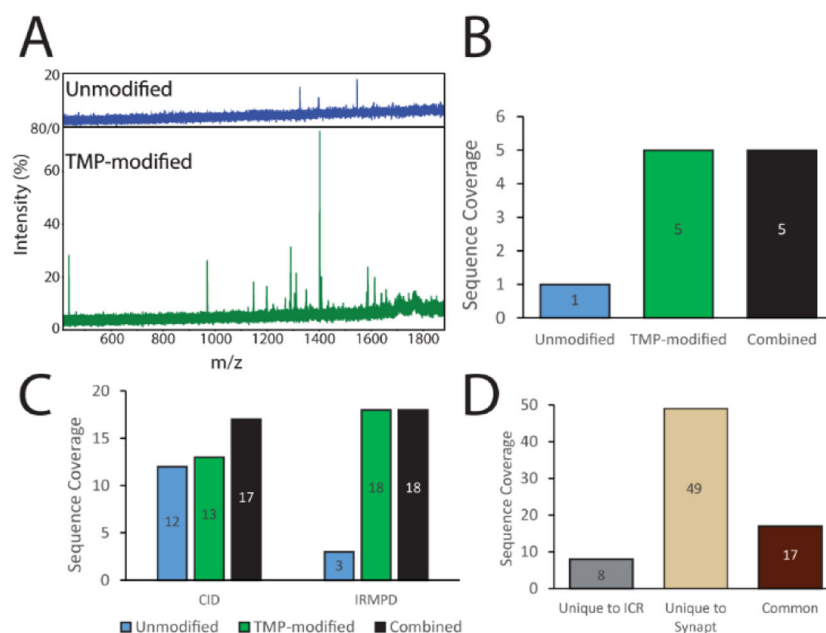 A
Unmodified
20
80/0
60
40
20
0
Intensity (%)
TMP-modified
600 800 1000 1200 1400 1600 1800
m/z
B
6
5
4
3
2
1
0
Sequence Coverage
1
5
5
Unmodified TMP-modified Combined
C
20
15
10
5
0
Sequence Coverage
12
13
17
3
18
18
CID IRMPD
Unmodified TMP-modified Combined
D
50
40
30
20
10
0
Sequence Coverage
8
49
17
Unique to ICR Unique to Common
Synapt